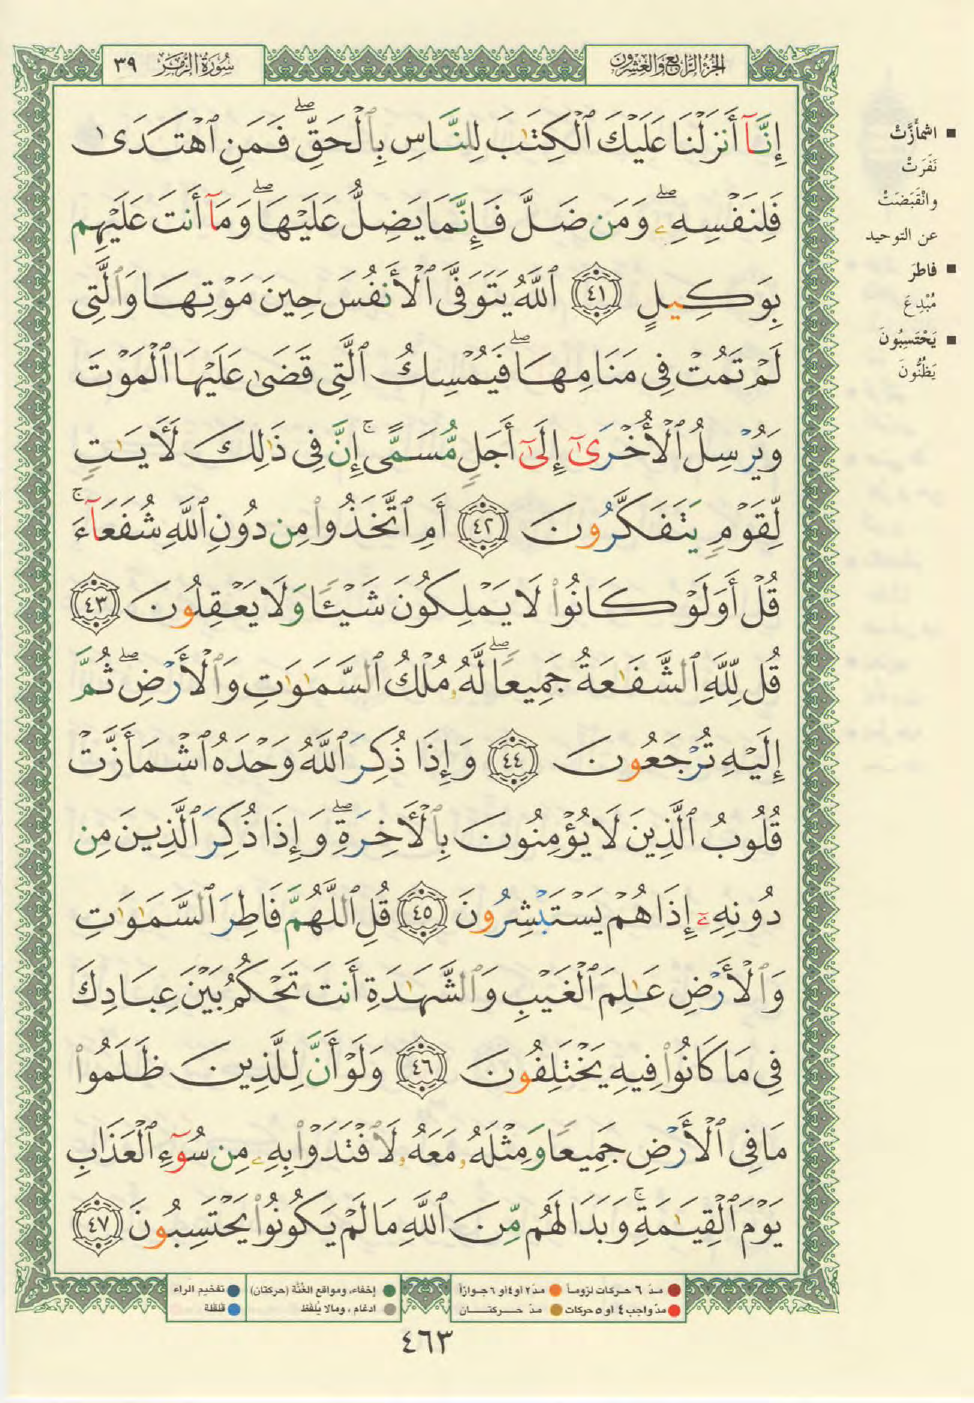 سُورَةُ الزُّمَر ٣٩
الجُزءُ الرَّابِعُ وَالعِشْرُونَ
إِنَّآ أَنزَلْنَا عَلَيْكَ ٱلْكِتَٰبَ لِلنَّاسِ بِٱلْحَقِّ ۖ فَمَنِ ٱهْتَدَىٰ
فَلِنَفْسِهِۦ ۖ وَمَن ضَلَّ فَإِنَّمَا يَضِلُّ عَلَيْهَا ۖ وَمَآ أَنتَ عَلَيْهِم
بِوَكِيلٍ ﴿٤١﴾ ٱللَّهُ يَتَوَفَّى ٱلْأَنفُسَ حِينَ مَوْتِهَا وَٱلَّتِى
لَمْ تَمُتْ فِى مَنَامِهَا ۖ فَيُمْسِكُ ٱلَّتِى قَضَىٰ عَلَيْهَا ٱلْمَوْتَ
وَيُرْسِلُ ٱلْأُخْرَىٰٓ إِلَىٰٓ أَجَلٍ مُّسَمًّى ۚ إِنَّ فِى ذَٰلِكَ لَءَايَٰتٍ
لِّقَوْمٍ يَتَفَكَّرُونَ ﴿٤٢﴾ أَمِ ٱتَّخَذُوا۟ مِن دُونِ ٱللَّهِ شُفَعَآءَ ۚ
قُلْ أَوَلَوْ كَانُوا۟ لَا يَمْلِكُونَ شَيْـًٔا وَلَا يَعْقِلُونَ ﴿٤٣﴾
قُل لِّلَّهِ ٱلشَّفَٰعَةُ جَمِيعًا ۖ لَّهُۥ مُلْكُ ٱلسَّمَٰوَٰتِ وَٱلْأَرْضِ ۖ ثُمَّ
إِلَيْهِ تُرْجَعُونَ ﴿٤٤﴾ وَإِذَا ذُكِرَ ٱللَّهُ وَحْدَهُ ٱشْمَأَزَّتْ
قُلُوبُ ٱلَّذِينَ لَا يُؤْمِنُونَ بِٱلْءَاخِرَةِ ۖ وَإِذَا ذُكِرَ ٱلَّذِينَ مِن
دُونِهِۦٓ إِذَا هُمْ يَسْتَبْشِرُونَ ﴿٤٥﴾ قُلِ ٱللَّهُمَّ فَاطِرَ ٱلسَّمَٰوَٰتِ
وَٱلْأَرْضِ عَٰلِمَ ٱلْغَيْبِ وَٱلشَّهَٰدَةِ أَنتَ تَحْكُمُ بَيْنَ عِبَادِكَ
فِى مَا كَانُوا۟ فِيهِ يَخْتَلِفُونَ ﴿٤٦﴾ وَلَوْ أَنَّ لِلَّذِينَ ظَلَمُوا۟
مَا فِى ٱلْأَرْضِ جَمِيعًا وَمِثْلَهُۥ مَعَهُۥ لَٱفْتَدَوْا۟ بِهِۦ مِن سُوٓءِ ٱلْعَذَابِ
يَوْمَ ٱلْقِيَٰمَةِ ۚ وَبَدَا لَهُم مِّنَ ٱللَّهِ مَا لَمْ يَكُونُوا۟ يَحْتَسِبُونَ ﴿٤٧﴾
■ اشْمَأَزَّتْ
نَفَرَتْ
وانْقَبَضَتْ
عن التوحيد
■ فاطِرَ
مُبْدِعَ
■ يَحْتَسِبُونَ
يَظُنُّونَ
مدّ ٦ حركات لزوماً ● مدّ ٢ أو ٤ أو ٦ جوازاً
مدّ واجب ٤ أو ٥ حركات ● مدّ حركتان
إخفاء، ومواقع الغُنَّة (حركتان) ● تفخيم الراء
ادغام ، ومالا يُلفظ ● قلقلة
٤٦٣